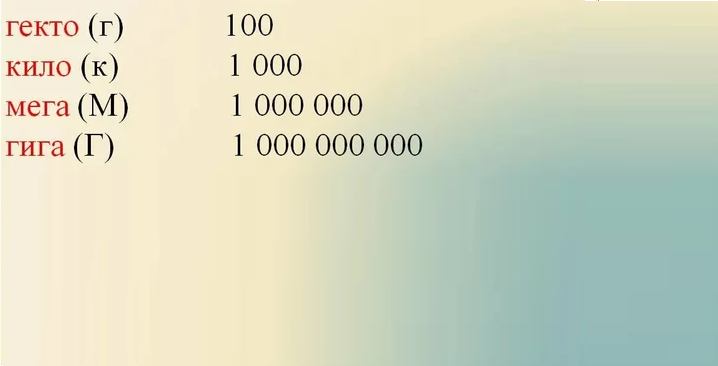 гекто (г) 100
кило (к) 1 000
мега (М) 1 000 000
гига (Г) 1 000 000 000